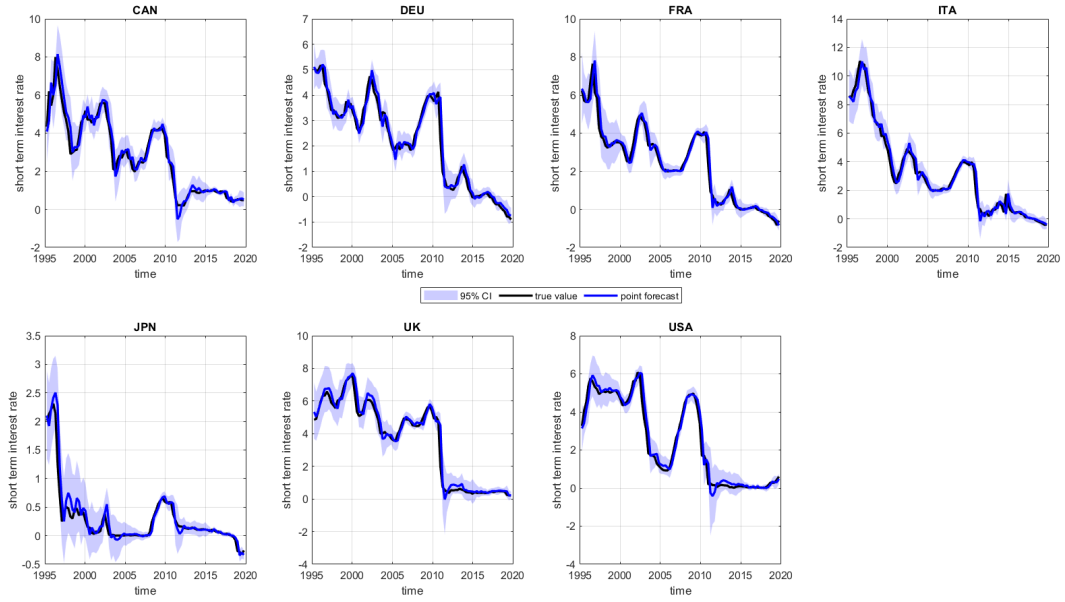 CAN
10
8
6
4
2
0
-2
1995 2000 2005 2010 2015 2020
time
short term interest rate
DEU
7
6
5
4
3
2
1
0
-1
-2
1995 2000 2005 2010 2015 2020
time
short term interest rate
FRA
10
8
6
4
2
0
-2
1995 2000 2005 2010 2015 2020
time
short term interest rate
ITA
14
12
10
8
6
4
2
0
-2
1995 2000 2005 2010 2015 2020
time
short term interest rate
95% CI true value point forecast
JPN
3.5
3
2.5
2
1.5
1
0.5
0
-0.5
1995 2000 2005 2010 2015 2020
time
short term interest rate
UK
10
8
6
4
2
0
-2
-4
1995 2000 2005 2010 2015 2020
time
short term interest rate
USA
8
6
4
2
0
-2
-4
1995 2000 2005 2010 2015 2020
time
short term interest rate